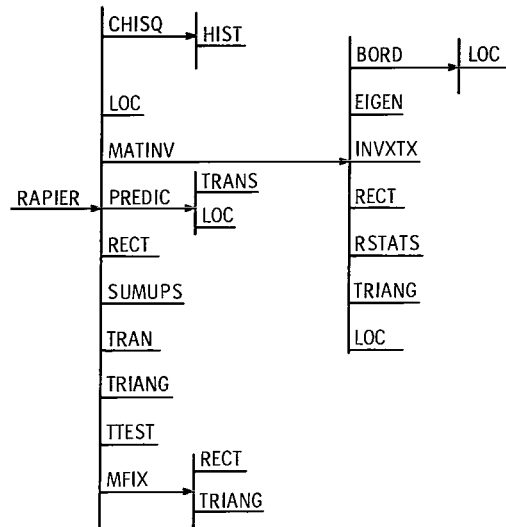 CHISQ
HIST
LOC
MATINV
RAPIER
PREDIC
TRANS
LOC
RECT
SUMUPS
TRAN
TRIANG
TTEST
MFIX
RECT
TRIANG
BORD
LOC
EIGEN
INVXTX
RECT
RSTATS
TRIANG
LOC